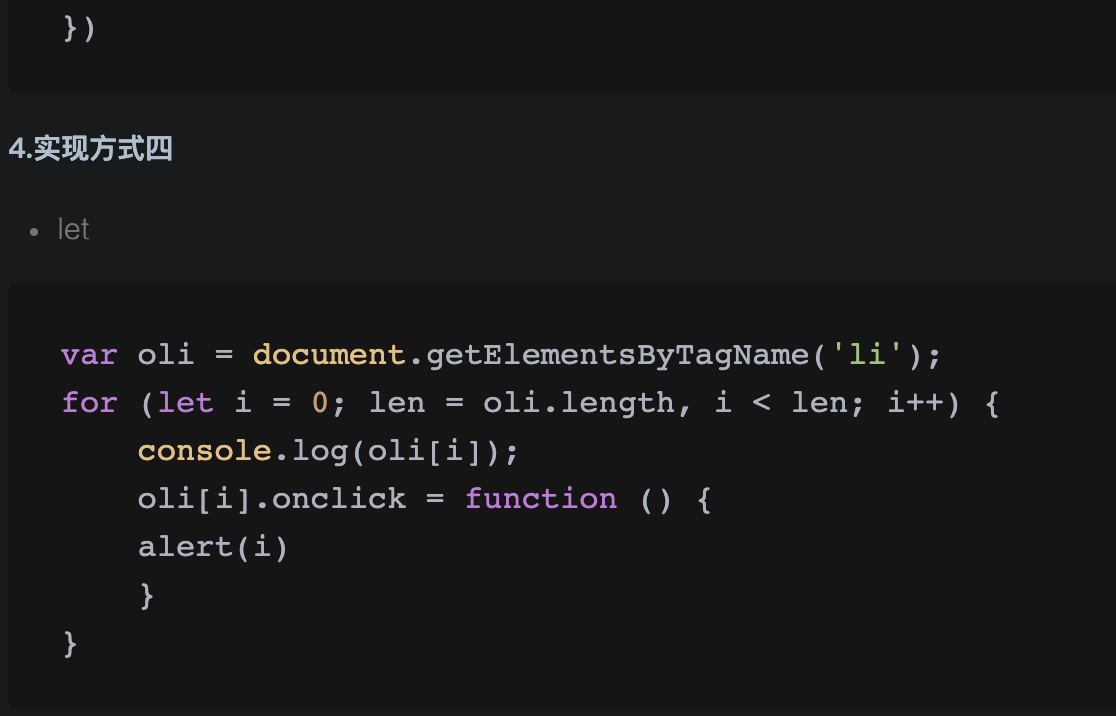 })
4.实现方式四
• let
var oli = document.getElementsByTagName('li');
for (let i = 0; len = oli.length, i < len; i++) {
    console.log(oli[i]);
    oli[i].onclick = function () {
    alert(i)
    }
}